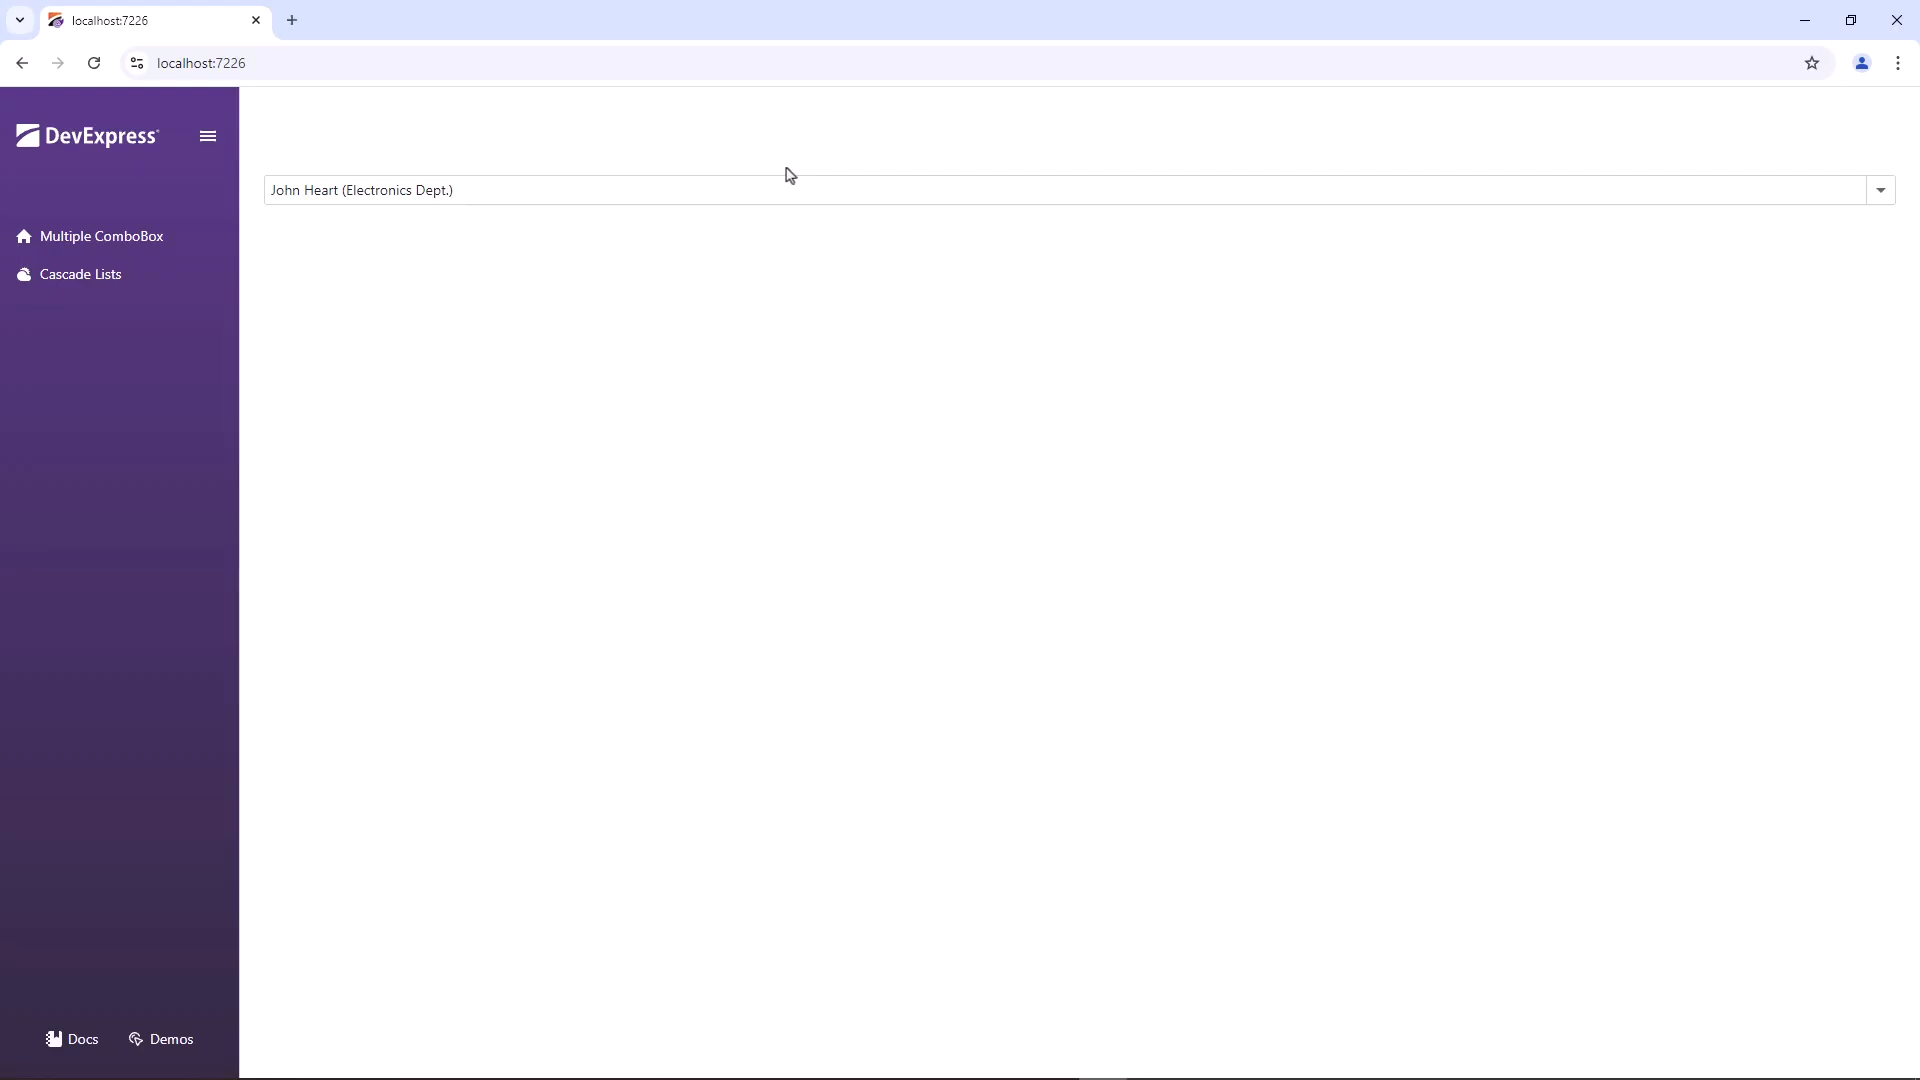 localhost:7226
localhost:7226
DevExpress
John Heart (Electronics Dept.)
Multiple ComboBox
Cascade Lists
Docs
Demos